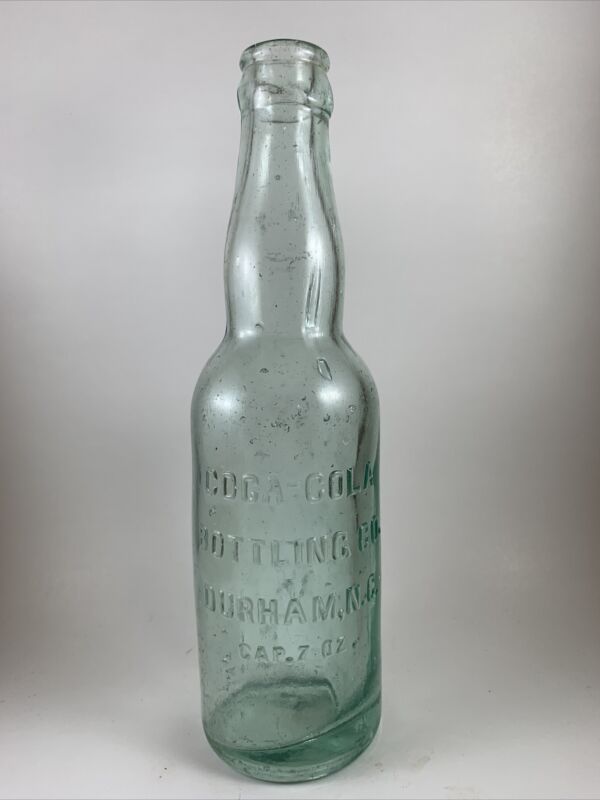 COCA-COLA
BOTTLING CO.
DURHAM, N.C.
CAP. 7 OZ.